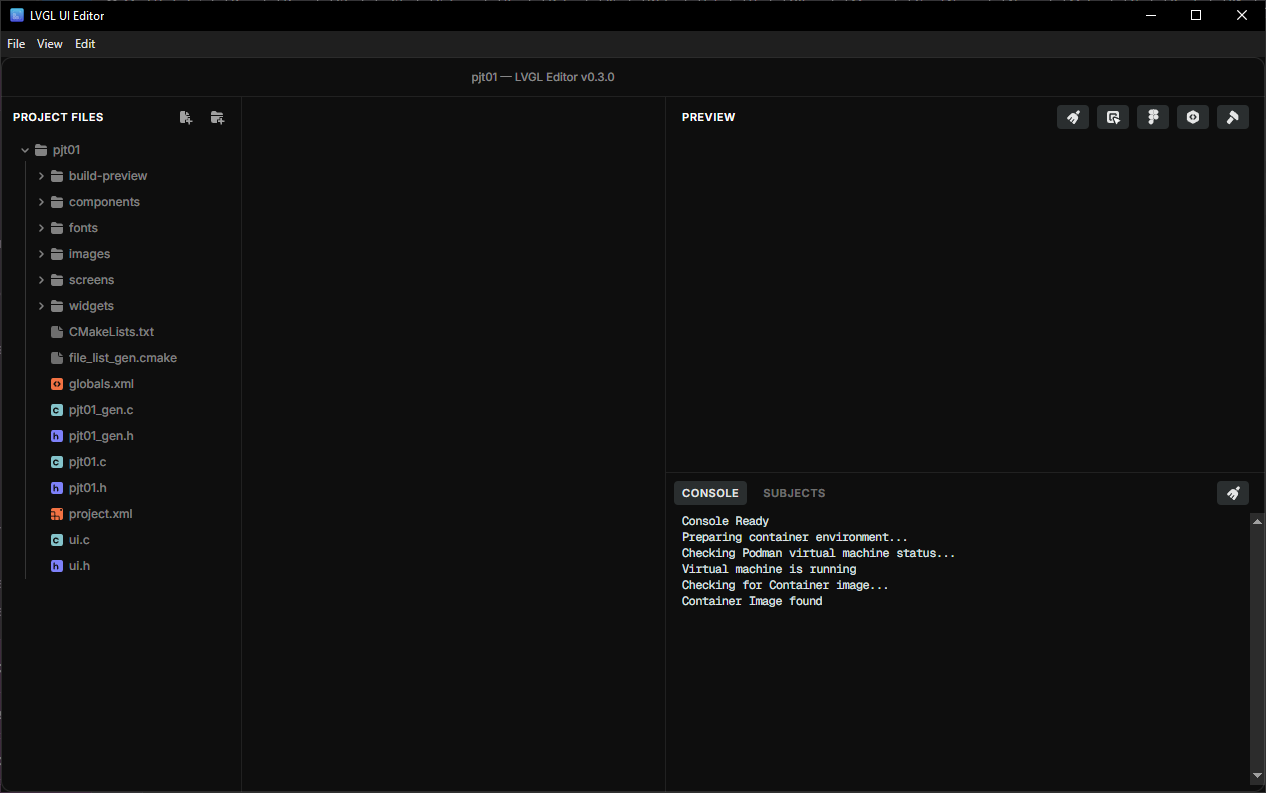 LVGL UI Editor
File View Edit
pjt01 — LVGL Editor v0.3.0
PROJECT FILES
pjt01
build-preview
components
fonts
images
screens
widgets
CMakeLists.txt
file_list_gen.cmake
globals.xml
c pjt01_gen.c
h pjt01_gen.h
c pjt01.c
h pjt01.h
project.xml
c ui.c
h ui.h
PREVIEW
CONSOLE SUBJECTS
Console Ready
Preparing container environment...
Checking Podman virtual machine status...
Virtual machine is running
Checking for Container image...
Container Image found